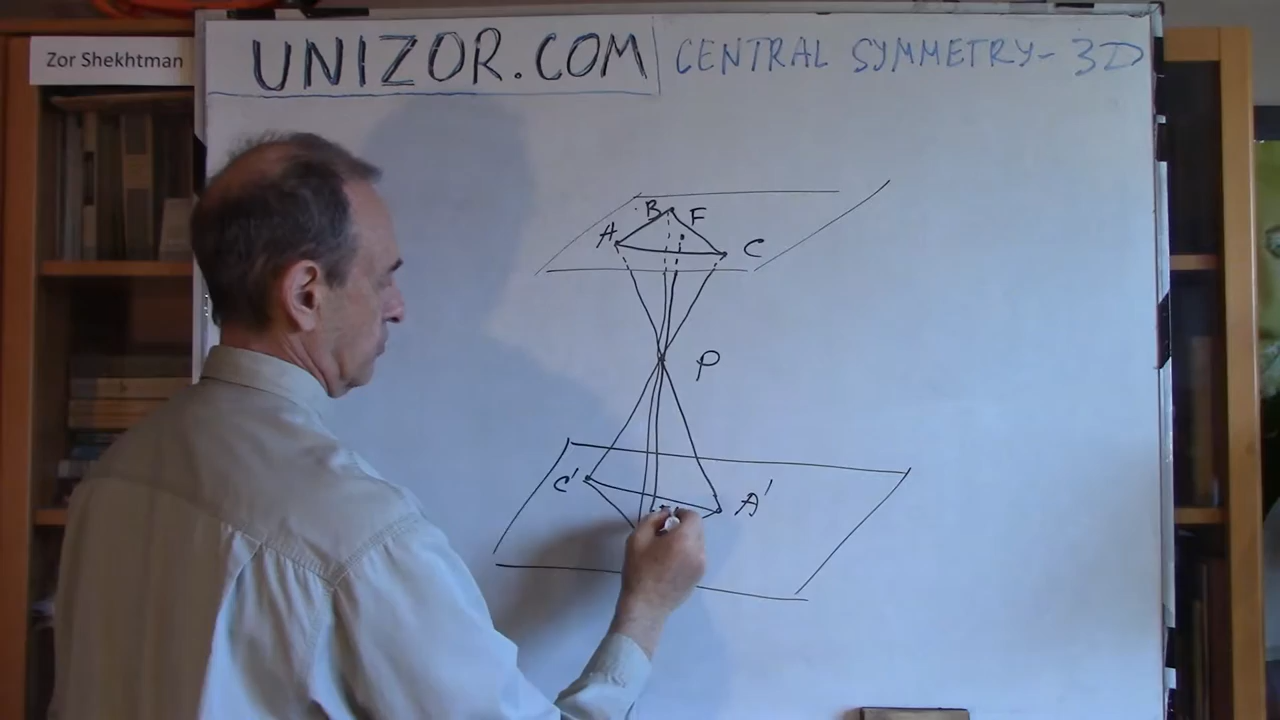 Zor Shekhtman
UNIZOR.COM
CENTRAL SYMMETRY - 3D
B F
A C
P
C' A'